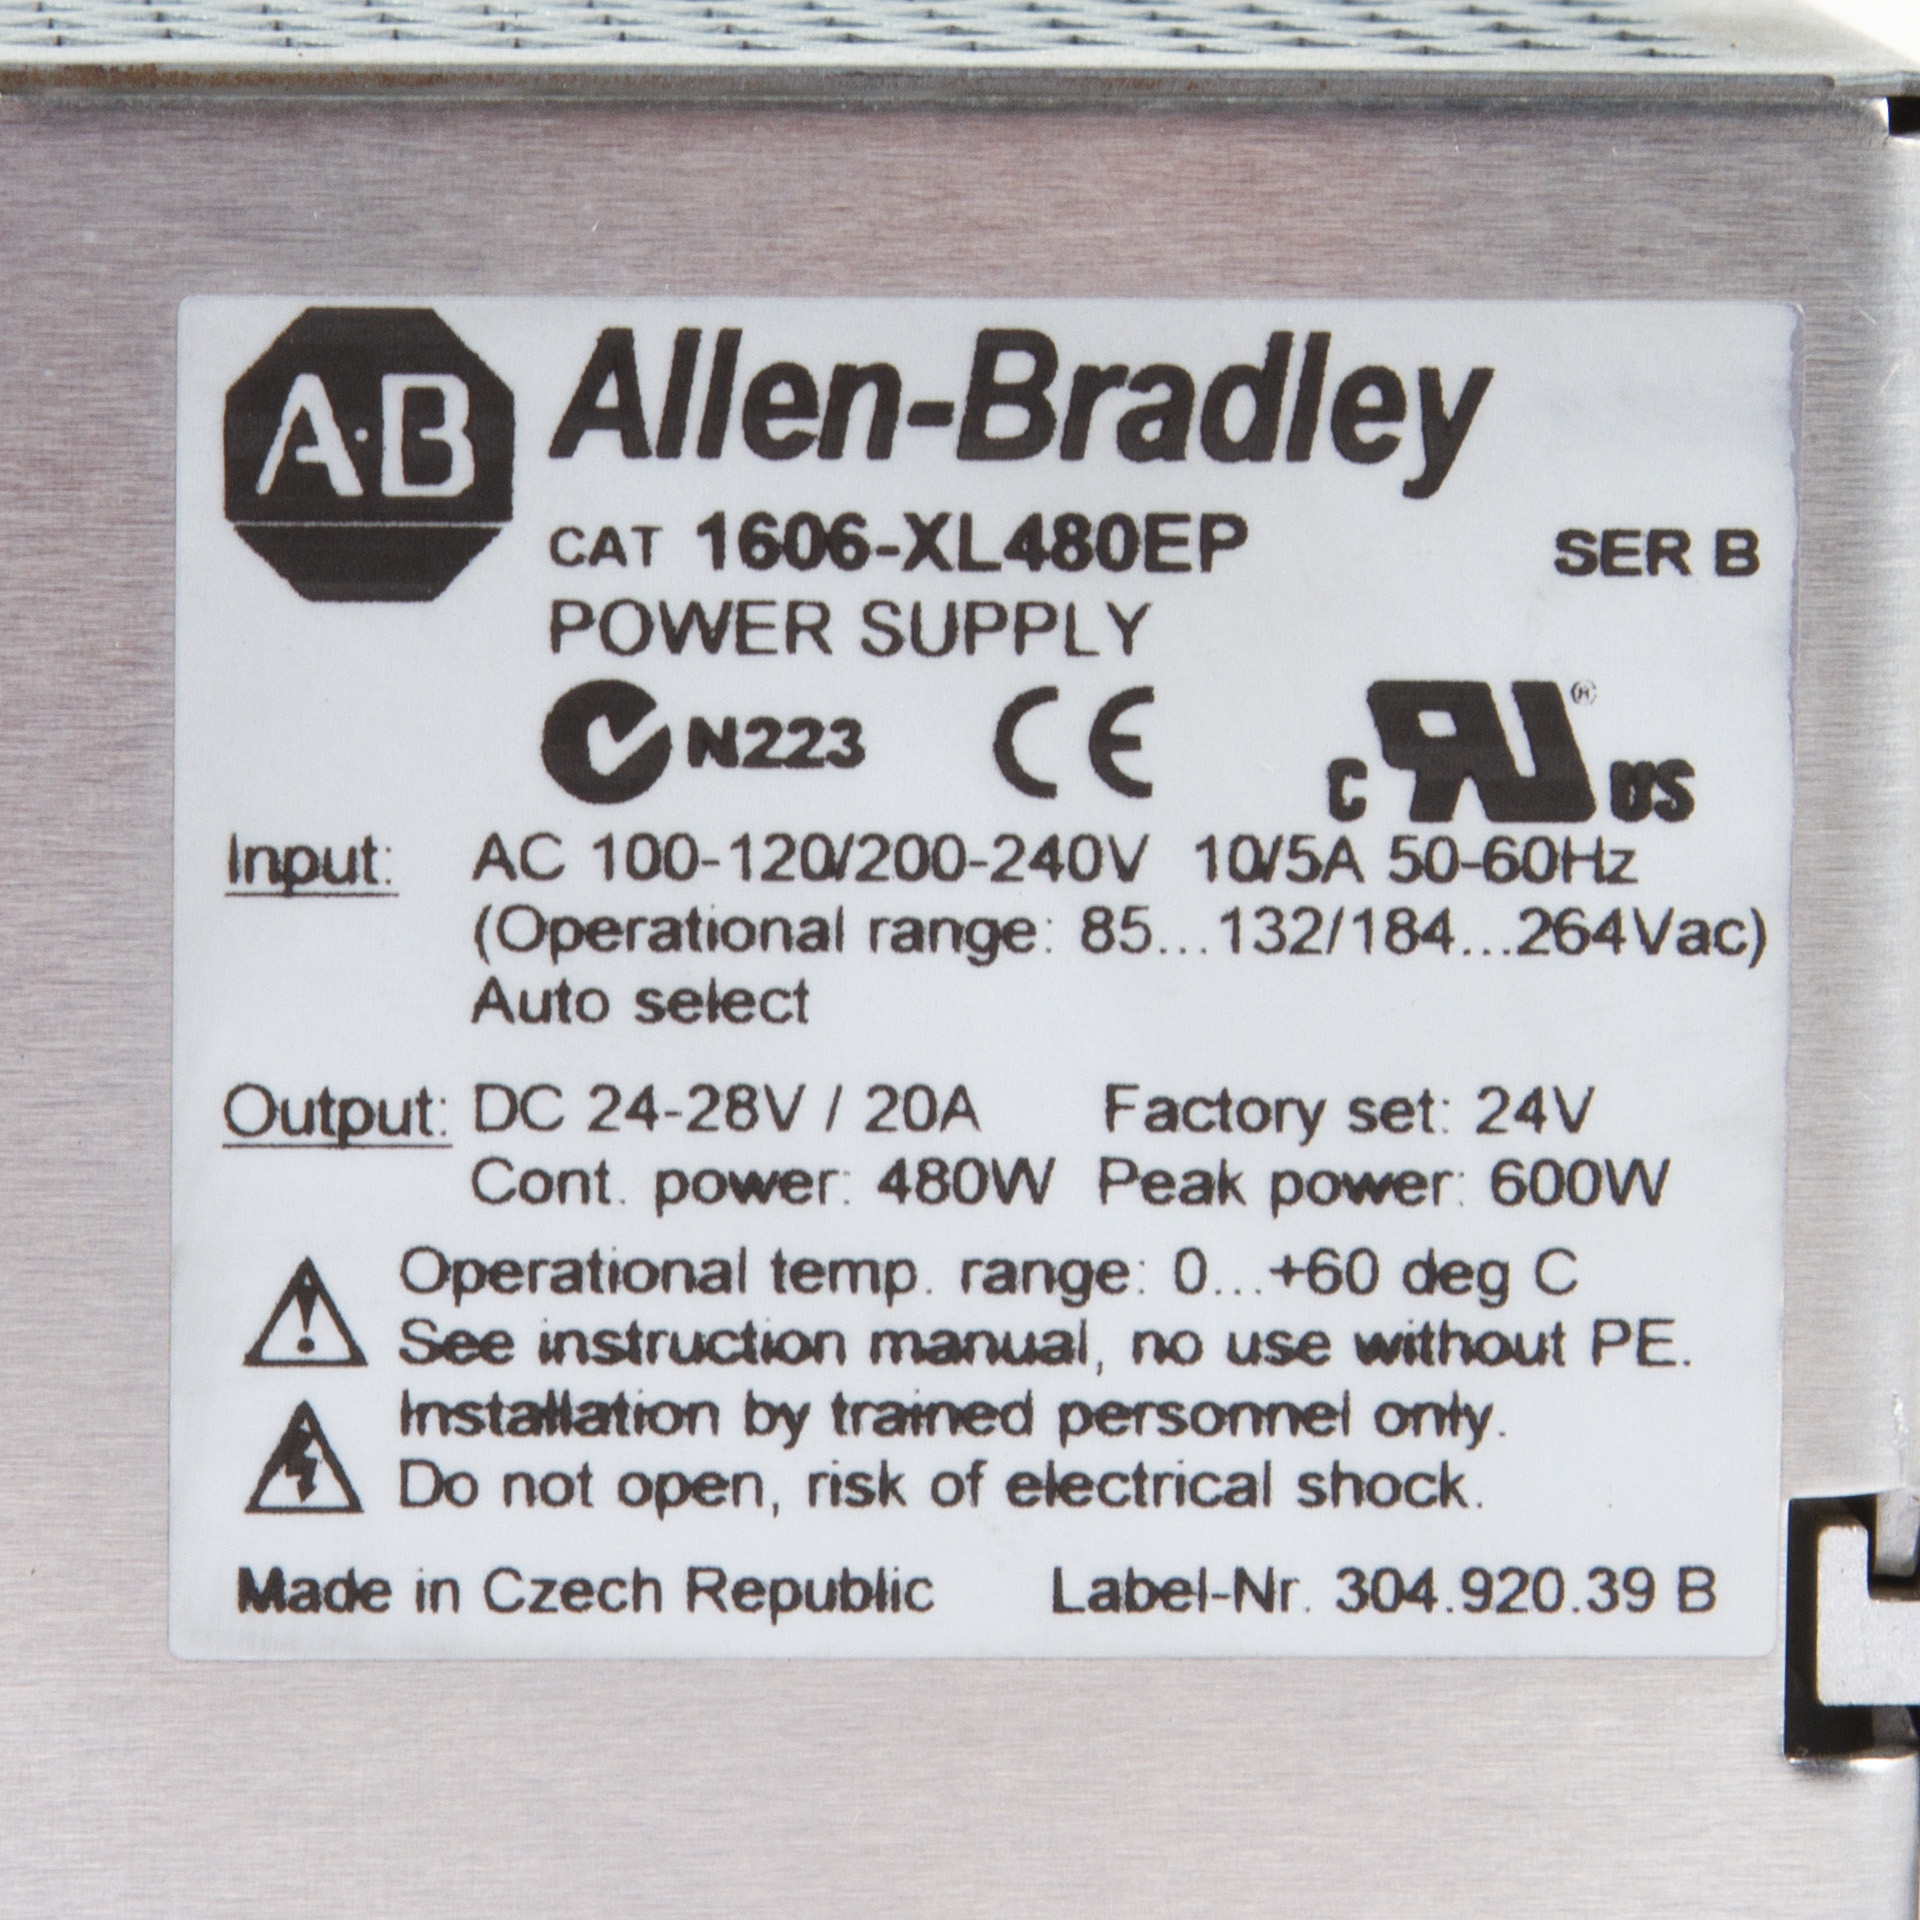 A·B Allen-Bradley
CAT 1606-XL480EP SER B
POWER SUPPLY
N223 CE c RU ® US
Input: AC 100-120/200-240V 10/5A 50-60Hz
(Operational range: 85...132/184...264Vac)
Auto select
Output: DC 24-28V / 20A Factory set: 24V
Cont. power: 480W Peak power: 600W
Operational temp. range: 0...+60 deg C
See instruction manual, no use without PE.
Installation by trained personnel only.
Do not open, risk of electrical shock.
Made in Czech Republic Label-Nr. 304.920.39 B